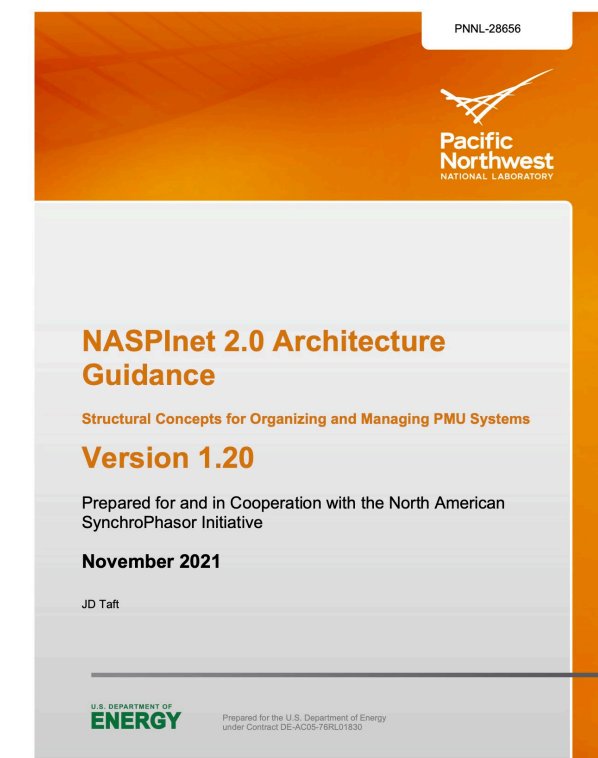 PNNL-28656
Pacific
Northwest
NATIONAL LABORATORY
NASPInet 2.0 Architecture
Guidance
Structural Concepts for Organizing and Managing PMU Systems
Version 1.20
Prepared for and in Cooperation with the North American
SynchroPhasor Initiative
November 2021
JD Taft
U.S. DEPARTMENT OF
ENERGY
Prepared for the U.S. Department of Energy
under Contract DE-AC05-76RL01830